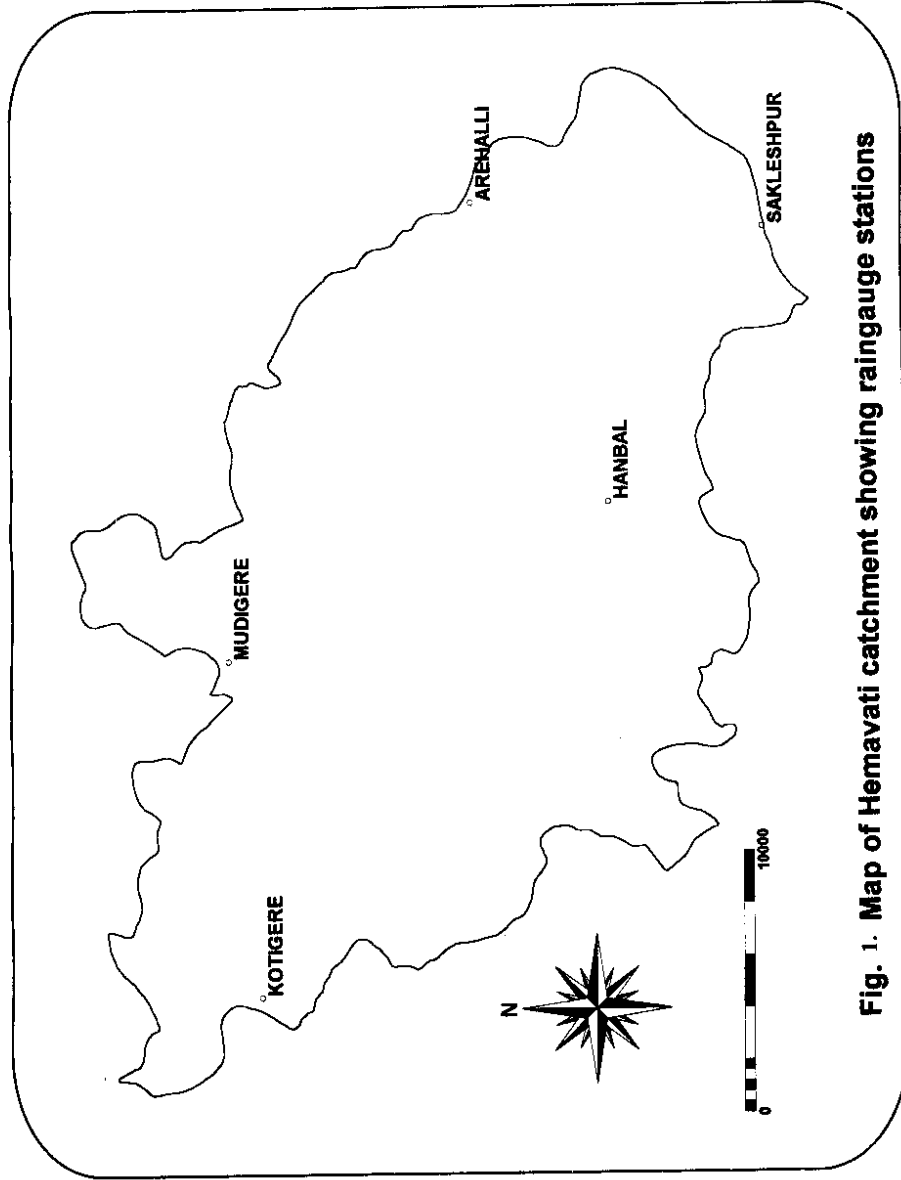 MUDIGERE
KOTIGERE
AREHALLI
HANBAL
SAKLESHPUR
N
0 10000
Fig. 1. Map of Hemavati catchment showing raingauge stations